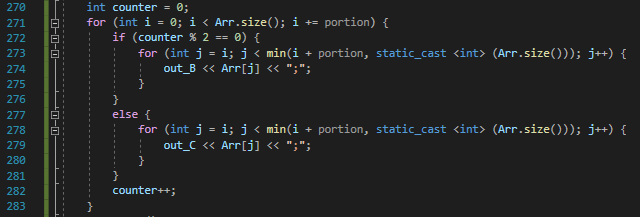 270 int counter = 0;
271 for (int i = 0; i < Arr.size(); i += portion) {
272 if (counter % 2 == 0) {
273 for (int j = i; j < min(i + portion, static_cast <int> (Arr.size())); j++) {
274 out_B << Arr[j] << ";";
275 }
276 }
277 else {
278 for (int j = i; j < min(i + portion, static_cast <int> (Arr.size())); j++) {
279 out_C << Arr[j] << ";";
280 }
281 }
282 counter++;
283 }